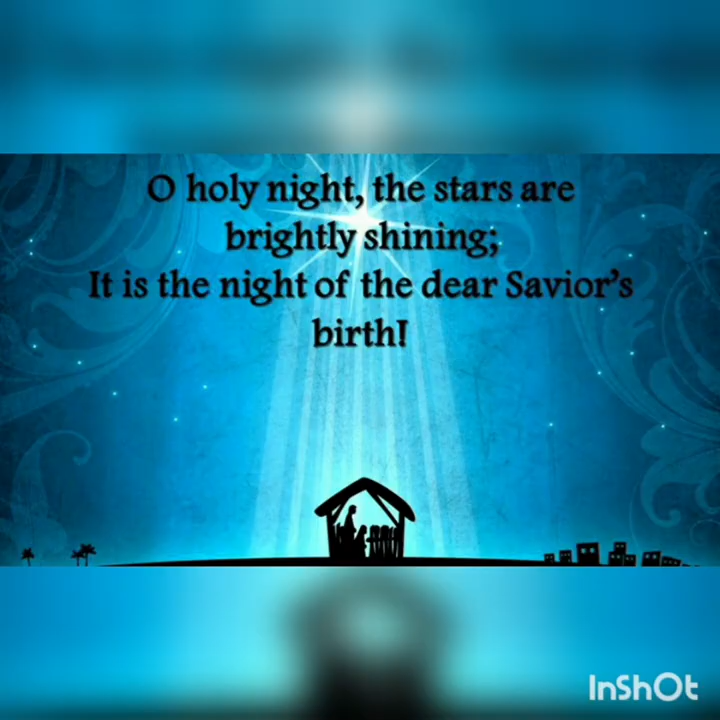 O holy night, the stars are
brightly shining;
It is the night of the dear Savior's
birth!
InShOt